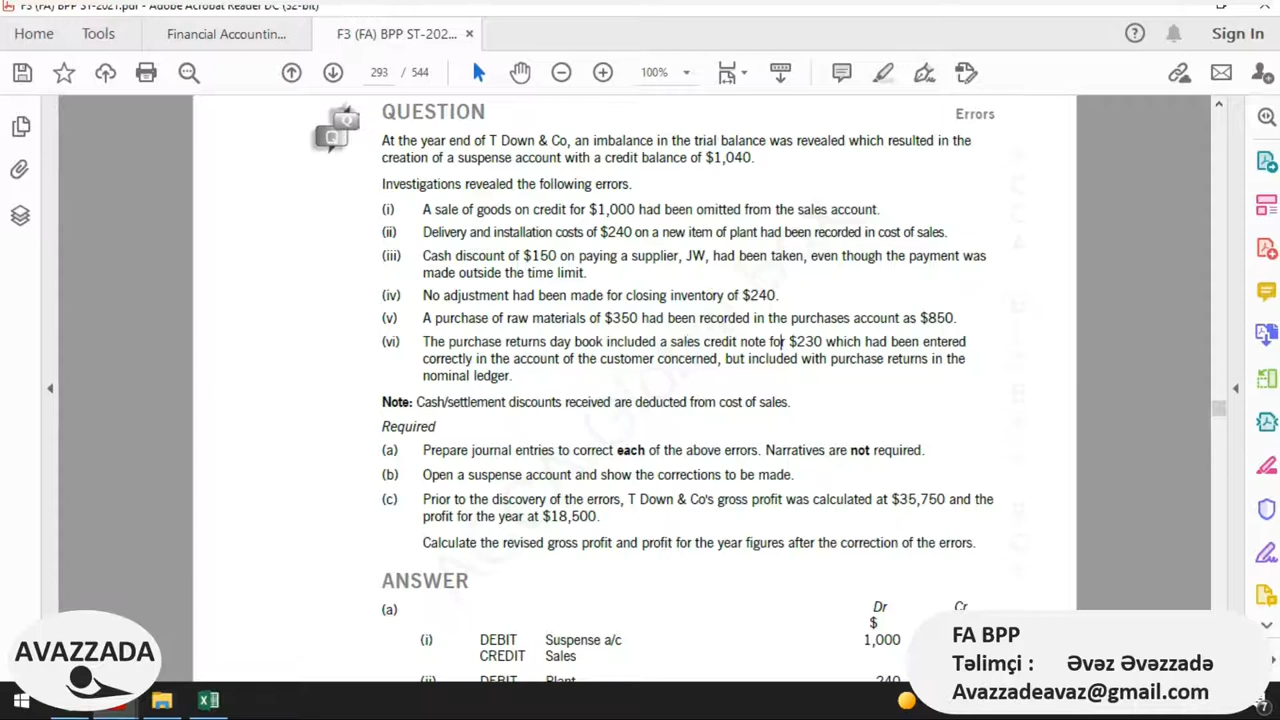 F3 (FA) BPP ST-2021.pdf - Adobe Acrobat Reader DC (32-bit)
Home Tools Financial Accountin... F3 (FA) BPP ST-202... × Sign In
293 / 544 100%
QUESTION
Errors
At the year end of T Down & Co, an imbalance in the trial balance was revealed which resulted in the
creation of a suspense account with a credit balance of $1,040.
Investigations revealed the following errors.
(i) A sale of goods on credit for $1,000 had been omitted from the sales account.
(ii) Delivery and installation costs of $240 on a new item of plant had been recorded in cost of sales.
(iii) Cash discount of $150 on paying a supplier, JW, had been taken, even though the payment was
made outside the time limit.
(iv) No adjustment had been made for closing inventory of $240.
(v) A purchase of raw materials of $350 had been recorded in the purchases account as $850.
(vi) The purchase returns day book included a sales credit note for $230 which had been entered
correctly in the account of the customer concerned, but included with purchase returns in the
nominal ledger.
Note: Cash/settlement discounts received are deducted from cost of sales.
Required
(a) Prepare journal entries to correct each of the above errors. Narratives are not required.
(b) Open a suspense account and show the corrections to be made.
(c) Prior to the discovery of the errors, T Down & Co's gross profit was calculated at $35,750 and the
profit for the year at $18,500.
Calculate the revised gross profit and profit for the year figures after the correction of the errors.
ANSWER
(a) Dr Cr
$
(i) DEBIT Suspense a/c 1,000
CREDIT Sales
(ii) DEBIT Plant 240
AVAZZADA
FA BPP
Təlimçi : Əvəz Əvəzzadə
Avazzadeavaz@gmail.com